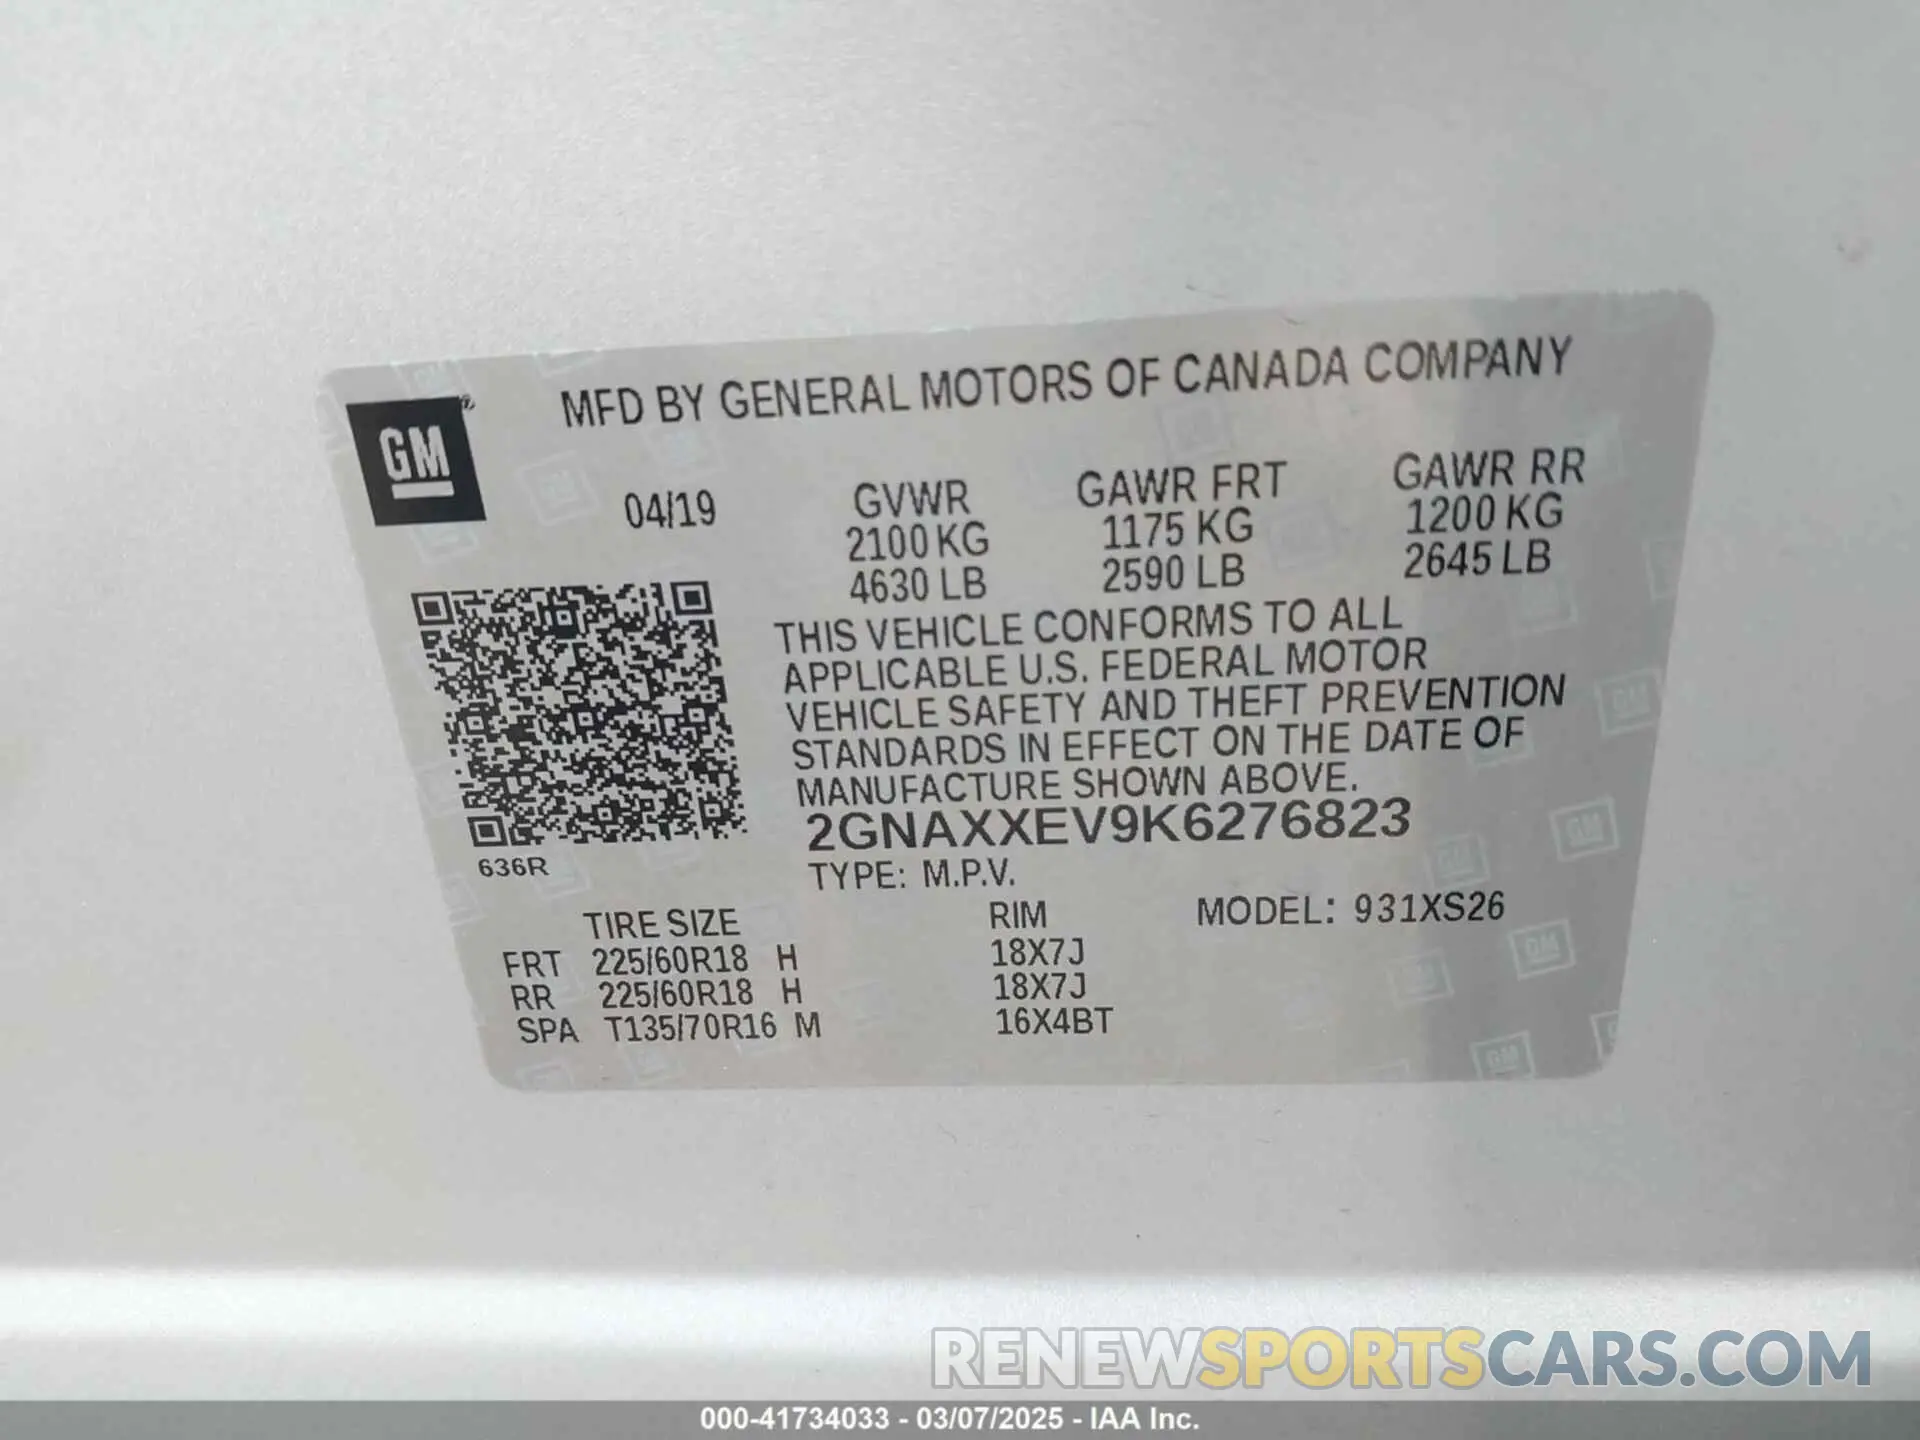 MFD BY GENERAL MOTORS OF CANADA COMPANY
GM®
04/19
GVWR GAWR FRT GAWR RR
2100 KG 1175 KG 1200 KG
4630 LB 2590 LB 2645 LB
THIS VEHICLE CONFORMS TO ALL
APPLICABLE U.S. FEDERAL MOTOR
VEHICLE SAFETY AND THEFT PREVENTION
STANDARDS IN EFFECT ON THE DATE OF
MANUFACTURE SHOWN ABOVE.
2GNAXXEV9K6276823
636R
TYPE: M.P.V.
TIRE SIZE RIM MODEL: 931XS26
FRT 225/60R18 H 18X7J
RR 225/60R18 H 18X7J
SPA T135/70R16 M 16X4BT
RENEWSPORTSCARS.COM
000-41734033 - 03/07/2025 - IAA Inc.